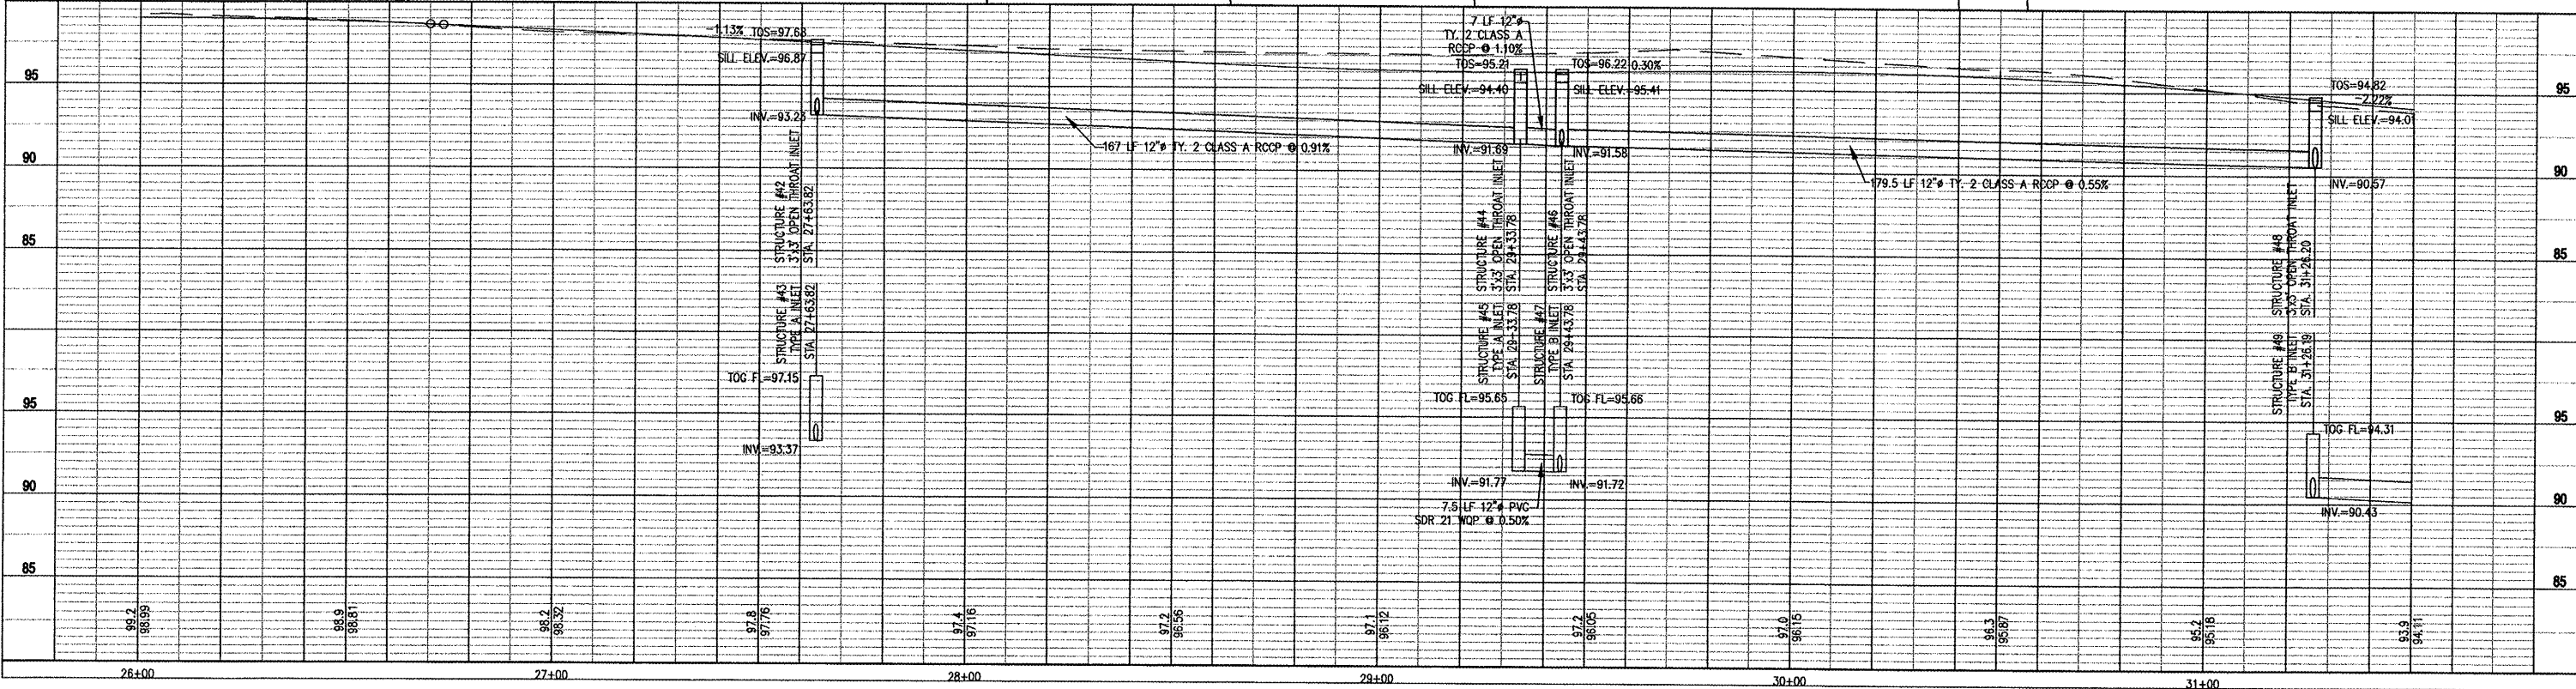 -1.13% TOS=97.68
SILL ELEV.=96.87
INV.=93.23
167 LF 12"ø TY. 2 CLASS A RCCP @ 0.91%
STRUCTURE #42
3'x3' OPEN THROAT INLET
STA. 27+63.82
STRUCTURE #43
TYPE A INLET
STA. 27+63.82
TOG FL=97.15
INV.=93.37
7 LF 12"ø
TY. 2 CLASS A
RCCP @ 1.10%
TOS=95.21
SILL ELEV.=94.40
INV.=91.69
TOS=96.22 0.30%
SILL ELEV.=95.41
INV.=91.58
STRUCTURE #44
3'x3' OPEN THROAT INLET
STA. 29+33.78
STRUCTURE #46
3'x3' OPEN THROAT INLET
STA. 29+43.78
STRUCTURE #45
TYPE A INLET
STA. 29+33.78
STRUCTURE #47
TYPE B INLET
STA. 29+43.78
TOG FL=95.65
TOG FL=95.66
INV.=91.77
INV.=91.72
7.5 LF 12"ø PVC
SDR 21 WQP @ 0.50%
179.5 LF 12"ø TY. 2 CLASS A RCCP @ 0.55%
TOS=94.82
-2.22%
SILL ELEV.=94.01
INV.=90.57
STRUCTURE #48
3'x3' OPEN THROAT INLET
STA. 31+26.20
STRUCTURE #49
TYPE B INLET
STA. 31+26.19
TOG FL=94.31
INV.=90.43
95
90
85
95
90
85
95
90
85
95
90
85
99.2
98.99
98.9
98.81
98.2
98.32
97.8
97.76
97.4
97.16
97.2
96.56
97.1
96.12
97.2
96.05
97.0
96.15
96.3
95.87
95.2
95.18
93.9
94.11
26+00
27+00
28+00
29+00
30+00
31+00